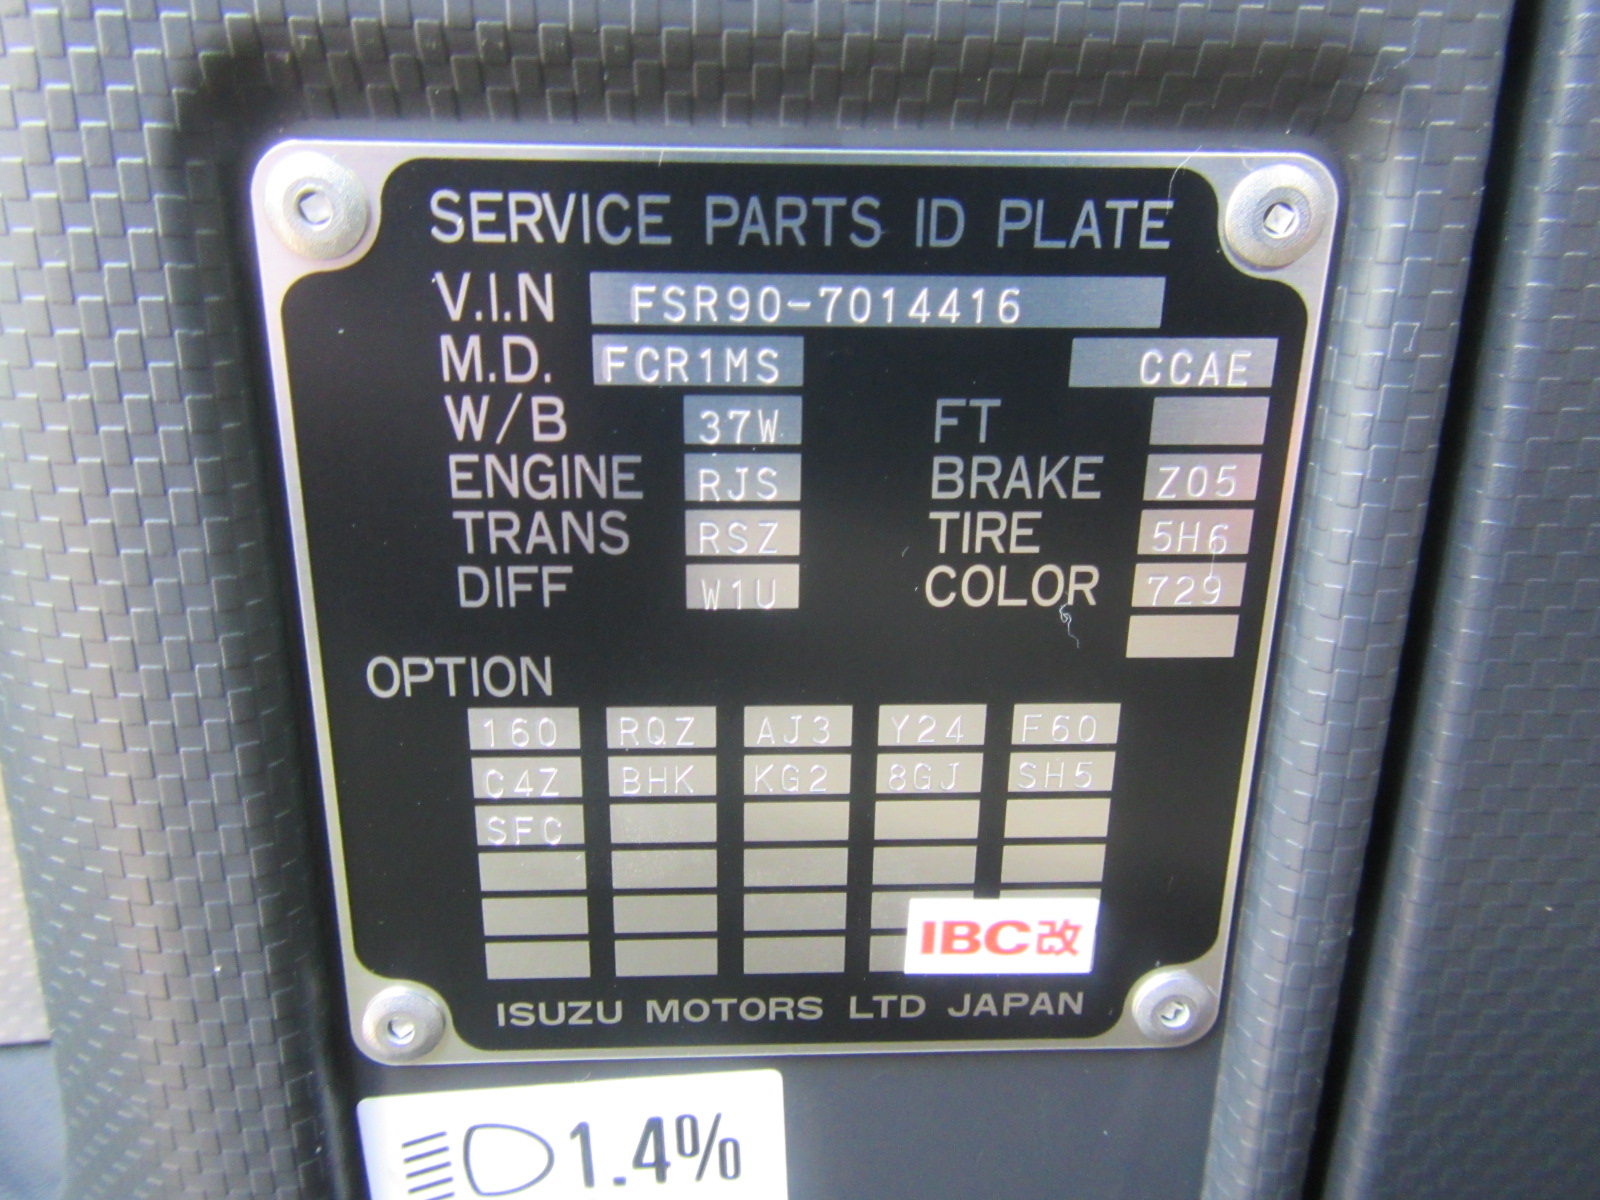 SERVICE PARTS ID PLATE
V.I.N FSR90-7014416
M.D. FCR1MS CCAE
W/B 37W FT
ENGINE RJS BRAKE Z05
TRANS RSZ TIRE 5H6
DIFF W1U COLOR 729
OPTION
160 RQZ AJ3 Y24 F60
C4Z BHK KG2 8GJ SH5
SFC
IBC改
ISUZU MOTORS LTD JAPAN
1.4%